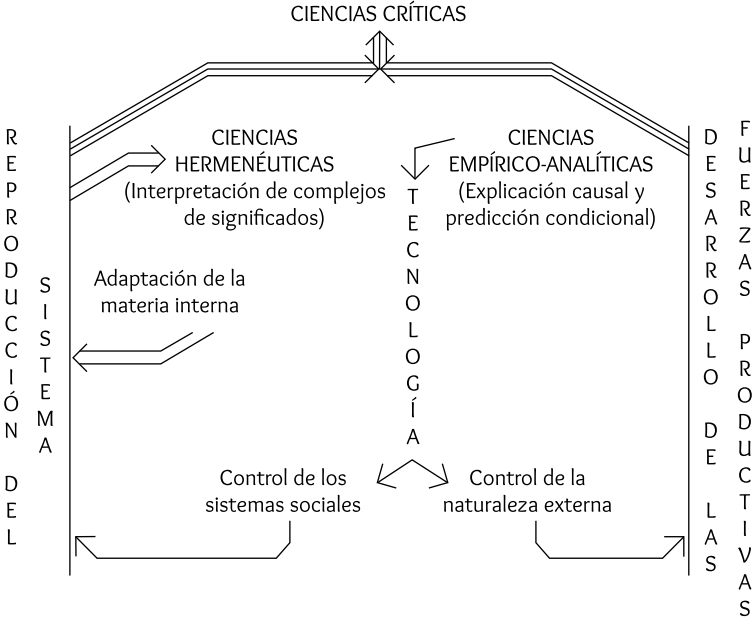 CIENCIAS CRÍTICAS
REPRODUCCIÓN DEL
SISTEMA
CIENCIAS
HERMENÉUTICAS
(Interpretación de complejos
de significados)
Adaptación de la
materia interna
TECNOLOGÍA
CIENCIAS
EMPÍRICO-ANALÍTICAS
(Explicación causal y
predicción condicional)
Control de los
sistemas sociales
Control de la
naturaleza externa
DESARROLLO DE LAS
FUERZAS PRODUCTIVAS